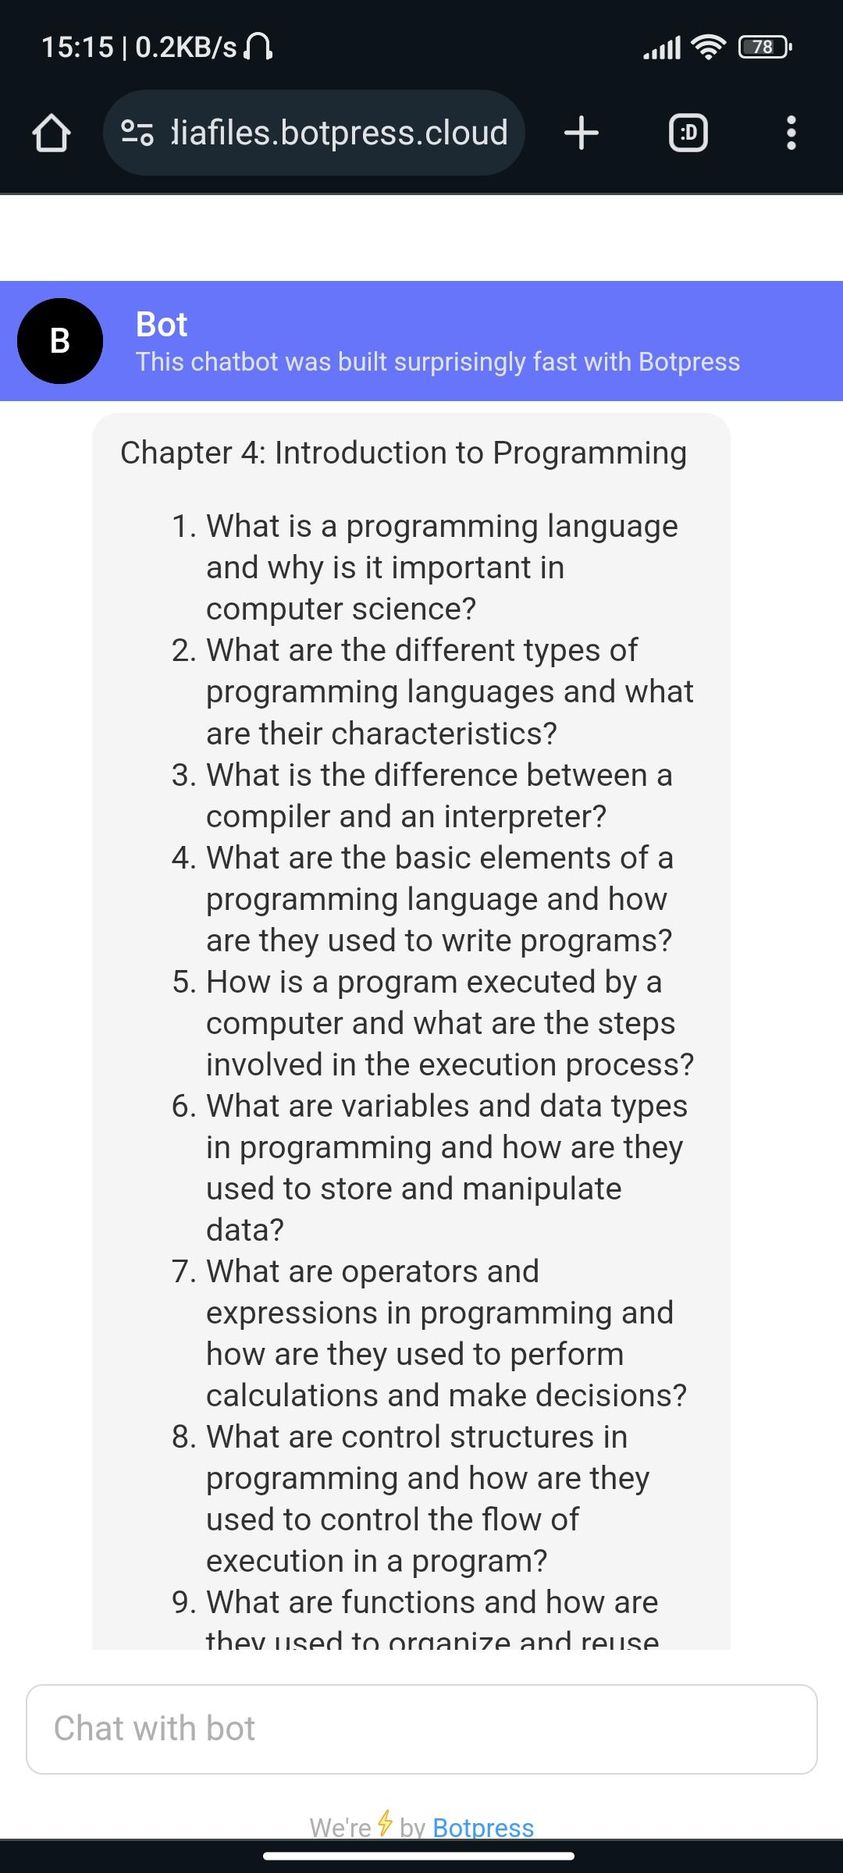 15:15 | 0.2KB/s
78
diafiles.botpress.cloud
:D
B
Bot
This chatbot was built surprisingly fast with Botpress
Chapter 4: Introduction to Programming
1. What is a programming language
and why is it important in
computer science?
2. What are the different types of
programming languages and what
are their characteristics?
3. What is the difference between a
compiler and an interpreter?
4. What are the basic elements of a
programming language and how
are they used to write programs?
5. How is a program executed by a
computer and what are the steps
involved in the execution process?
6. What are variables and data types
in programming and how are they
used to store and manipulate
data?
7. What are operators and
expressions in programming and
how are they used to perform
calculations and make decisions?
8. What are control structures in
programming and how are they
used to control the flow of
execution in a program?
9. What are functions and how are
they used to organize and reuse
Chat with bot
We're ⚡ by Botpress